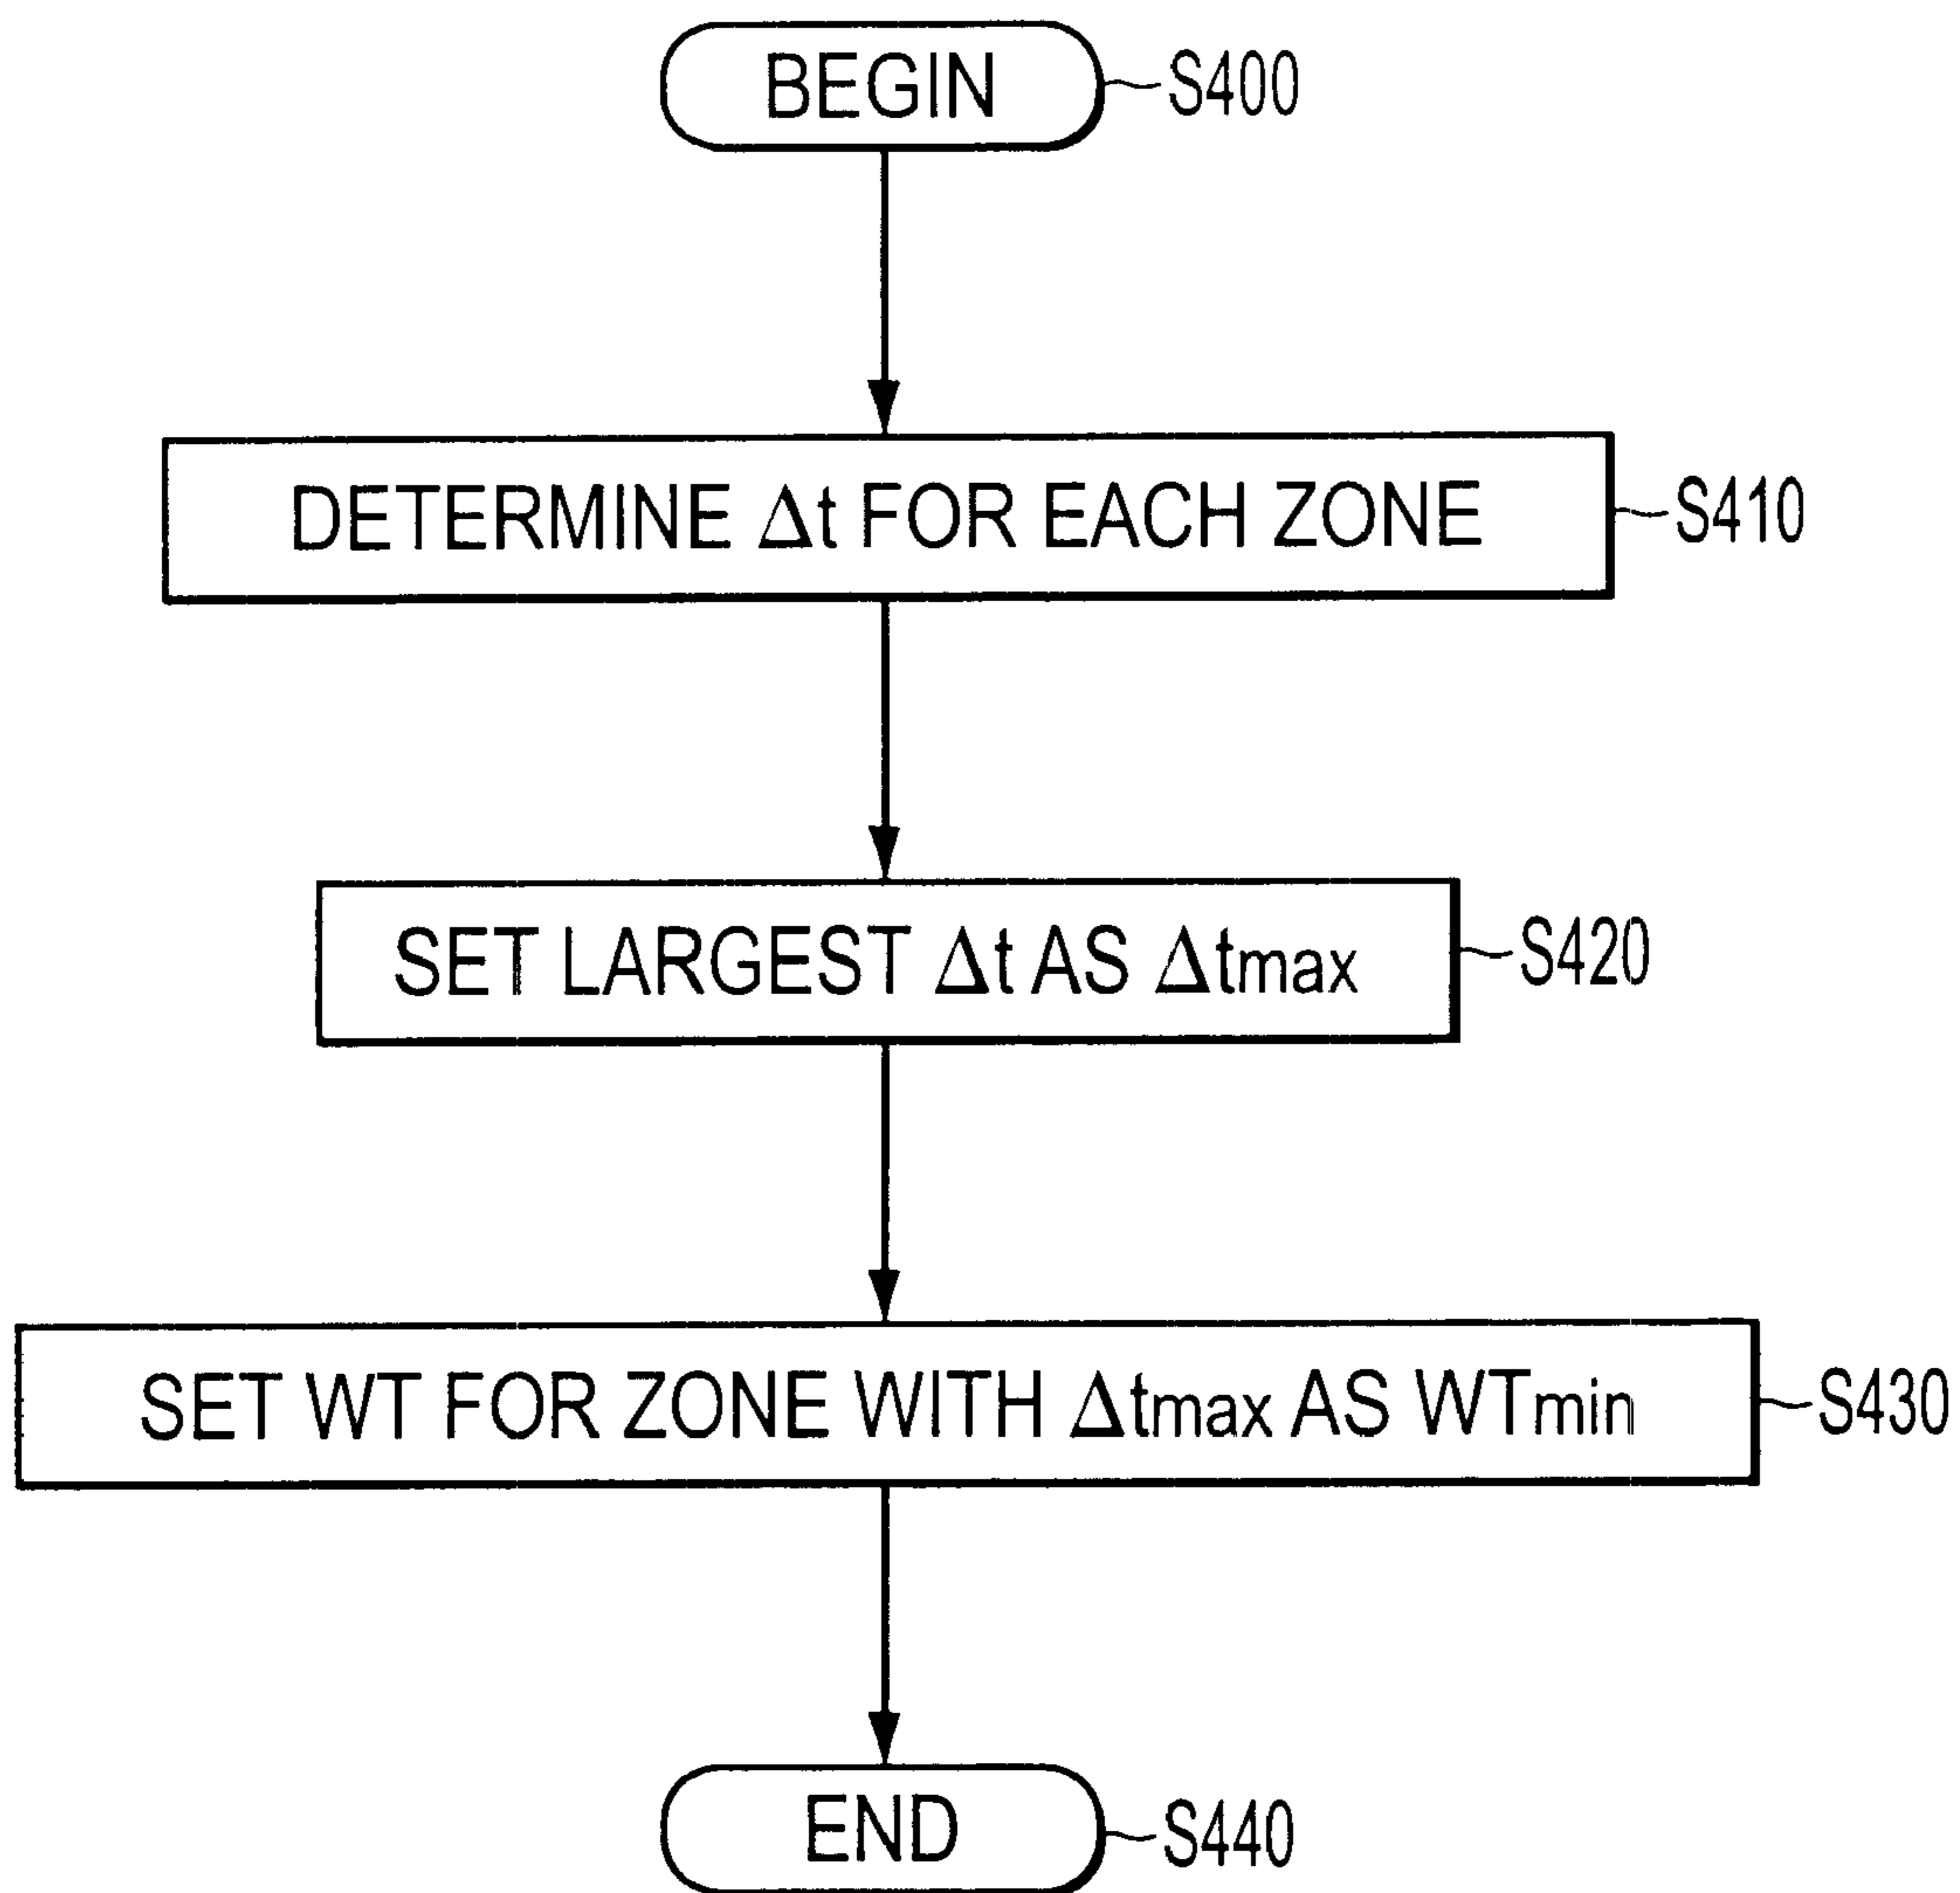 BEGIN S400
DETERMINE Δt FOR EACH ZONE S410
SET LARGEST Δt AS Δtmax S420
SET WT FOR ZONE WITH Δtmax AS WTmin S430
END S440